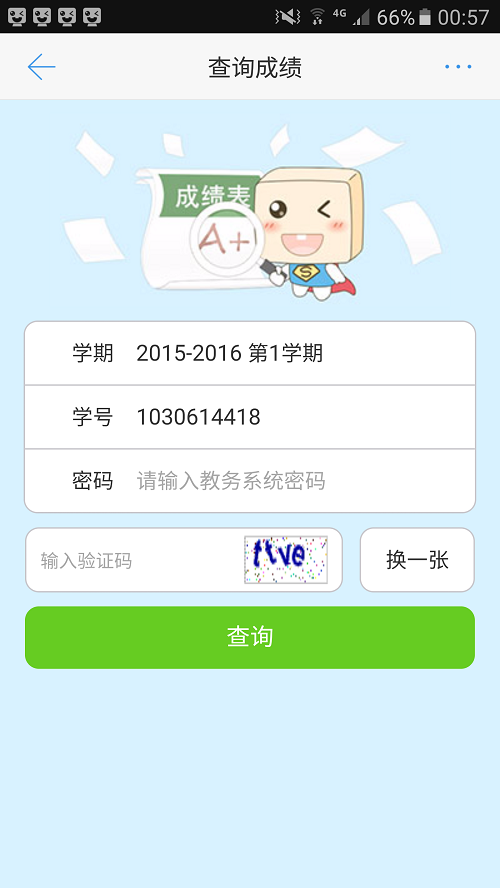 4G 66% 00:57
查询成绩
成绩表
A+
S
学期 2015-2016 第1学期
学号 1030614418
密码 请输入教务系统密码
输入验证码 ttve 换一张
查询